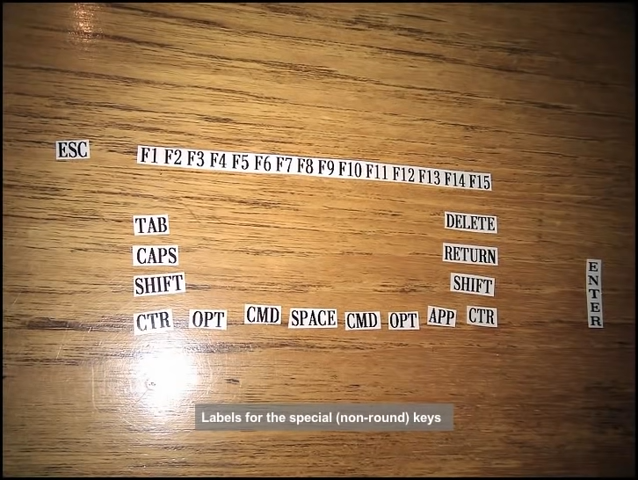 ESC F1 F2 F3 F4 F5 F6 F7 F8 F9 F10 F11 F12 F13 F14 F15
TAB DELETE
CAPS RETURN
SHIFT SHIFT
ENTER
CTR OPT CMD SPACE CMD OPT APP CTR
Labels for the special (non-round) keys